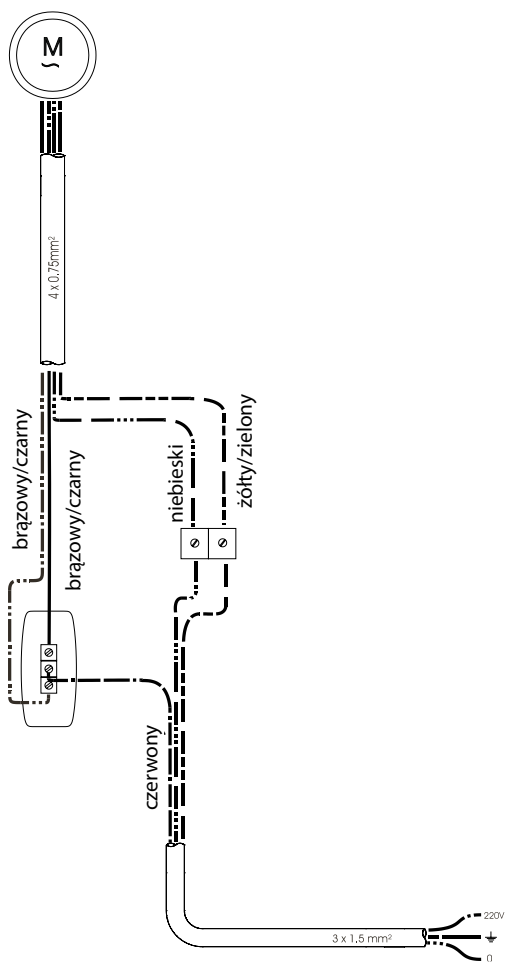 M
4 x 0.75mm²
brązowy/czarny
brązowy/czarny
niebieski
żółty/zielony
czerwony
3 x 1,5 mm²
220V
0